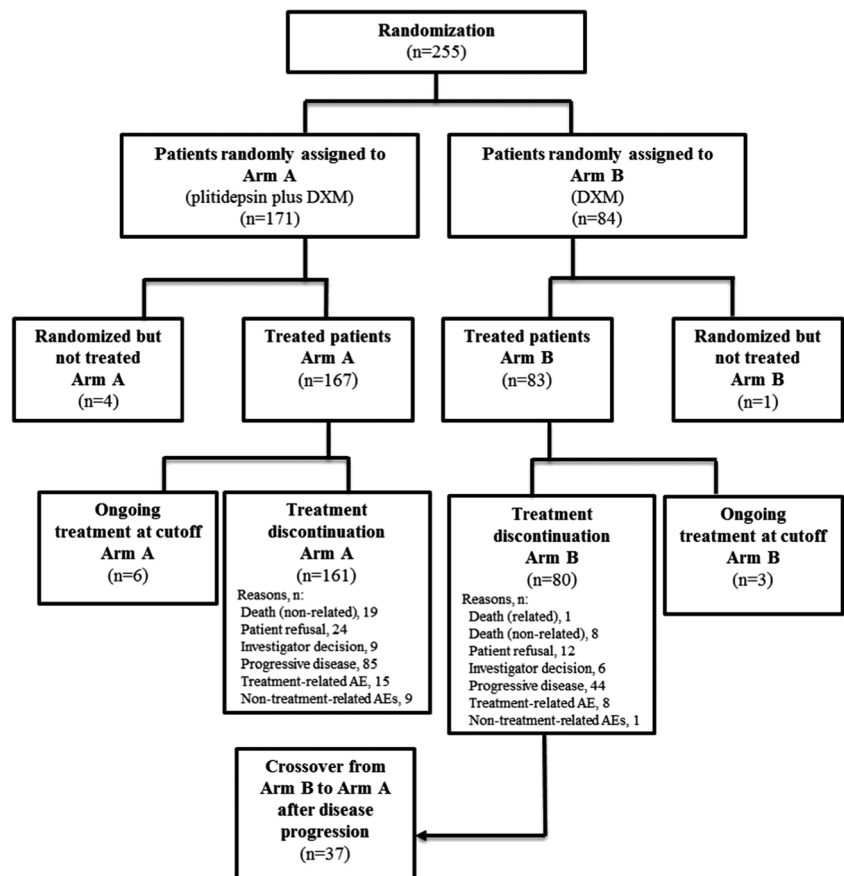 Randomization
(n=255)
Patients randomly assigned to
Arm A
(plitidepsin plus DXM)
(n=171)
Patients randomly assigned to
Arm B
(DXM)
(n=84)
Randomized but
not treated
Arm A
(n=4)
Treated patients
Arm A
(n=167)
Treated patients
Arm B
(n=83)
Randomized but
not treated
Arm B
(n=1)
Ongoing
treatment at cutoff
Arm A
(n=6)
Treatment
discontinuation
Arm A
(n=161)
Reasons, n:
Death (non-related), 19
Patient refusal, 24
Investigator decision, 9
Progressive disease, 85
Treatment-related AE, 15
Non-treatment-related AEs, 9
Treatment
discontinuation
Arm B
(n=80)
Reasons, n:
Death (related), 1
Death (non-related), 8
Patient refusal, 12
Investigator decision, 6
Progressive disease, 44
Treatment-related AE, 8
Non-treatment-related AEs, 1
Ongoing
treatment at cutoff
Arm B
(n=3)
Crossover from
Arm B to Arm A
after disease
progression
(n=37)